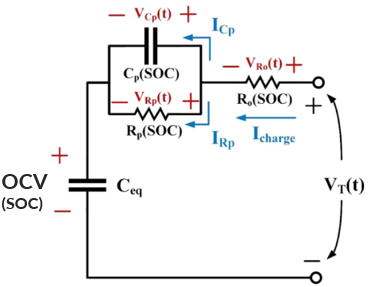 − V_Cp(t) +
I_Cp
C_p(SOC)
− V_Rp(t) +
− V_Ro(t) +
R_o(SOC)
+
R_p(SOC)
I_Rp
I_charge
+
OCV
(SOC)
−
C_eq
V_T(t)
−